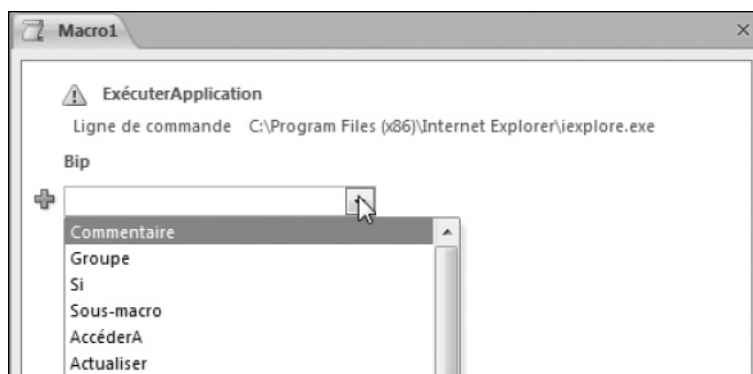 Macro1
ExécuterApplication
Ligne de commande C:\Program Files (x86)\Internet Explorer\iexplore.exe
Bip
Commentaire
Groupe
Si
Sous-macro
AccéderA
Actualiser